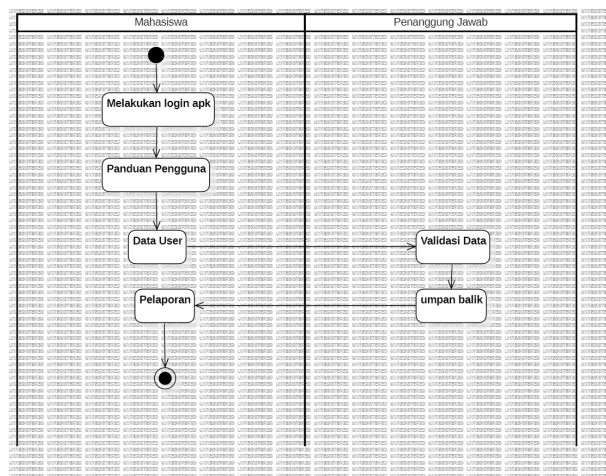 Mahasiswa
Penanggung Jawab
Melakukan login apk
Panduan Pengguna
Data User
Validasi Data
Pelaporan
umpan balik